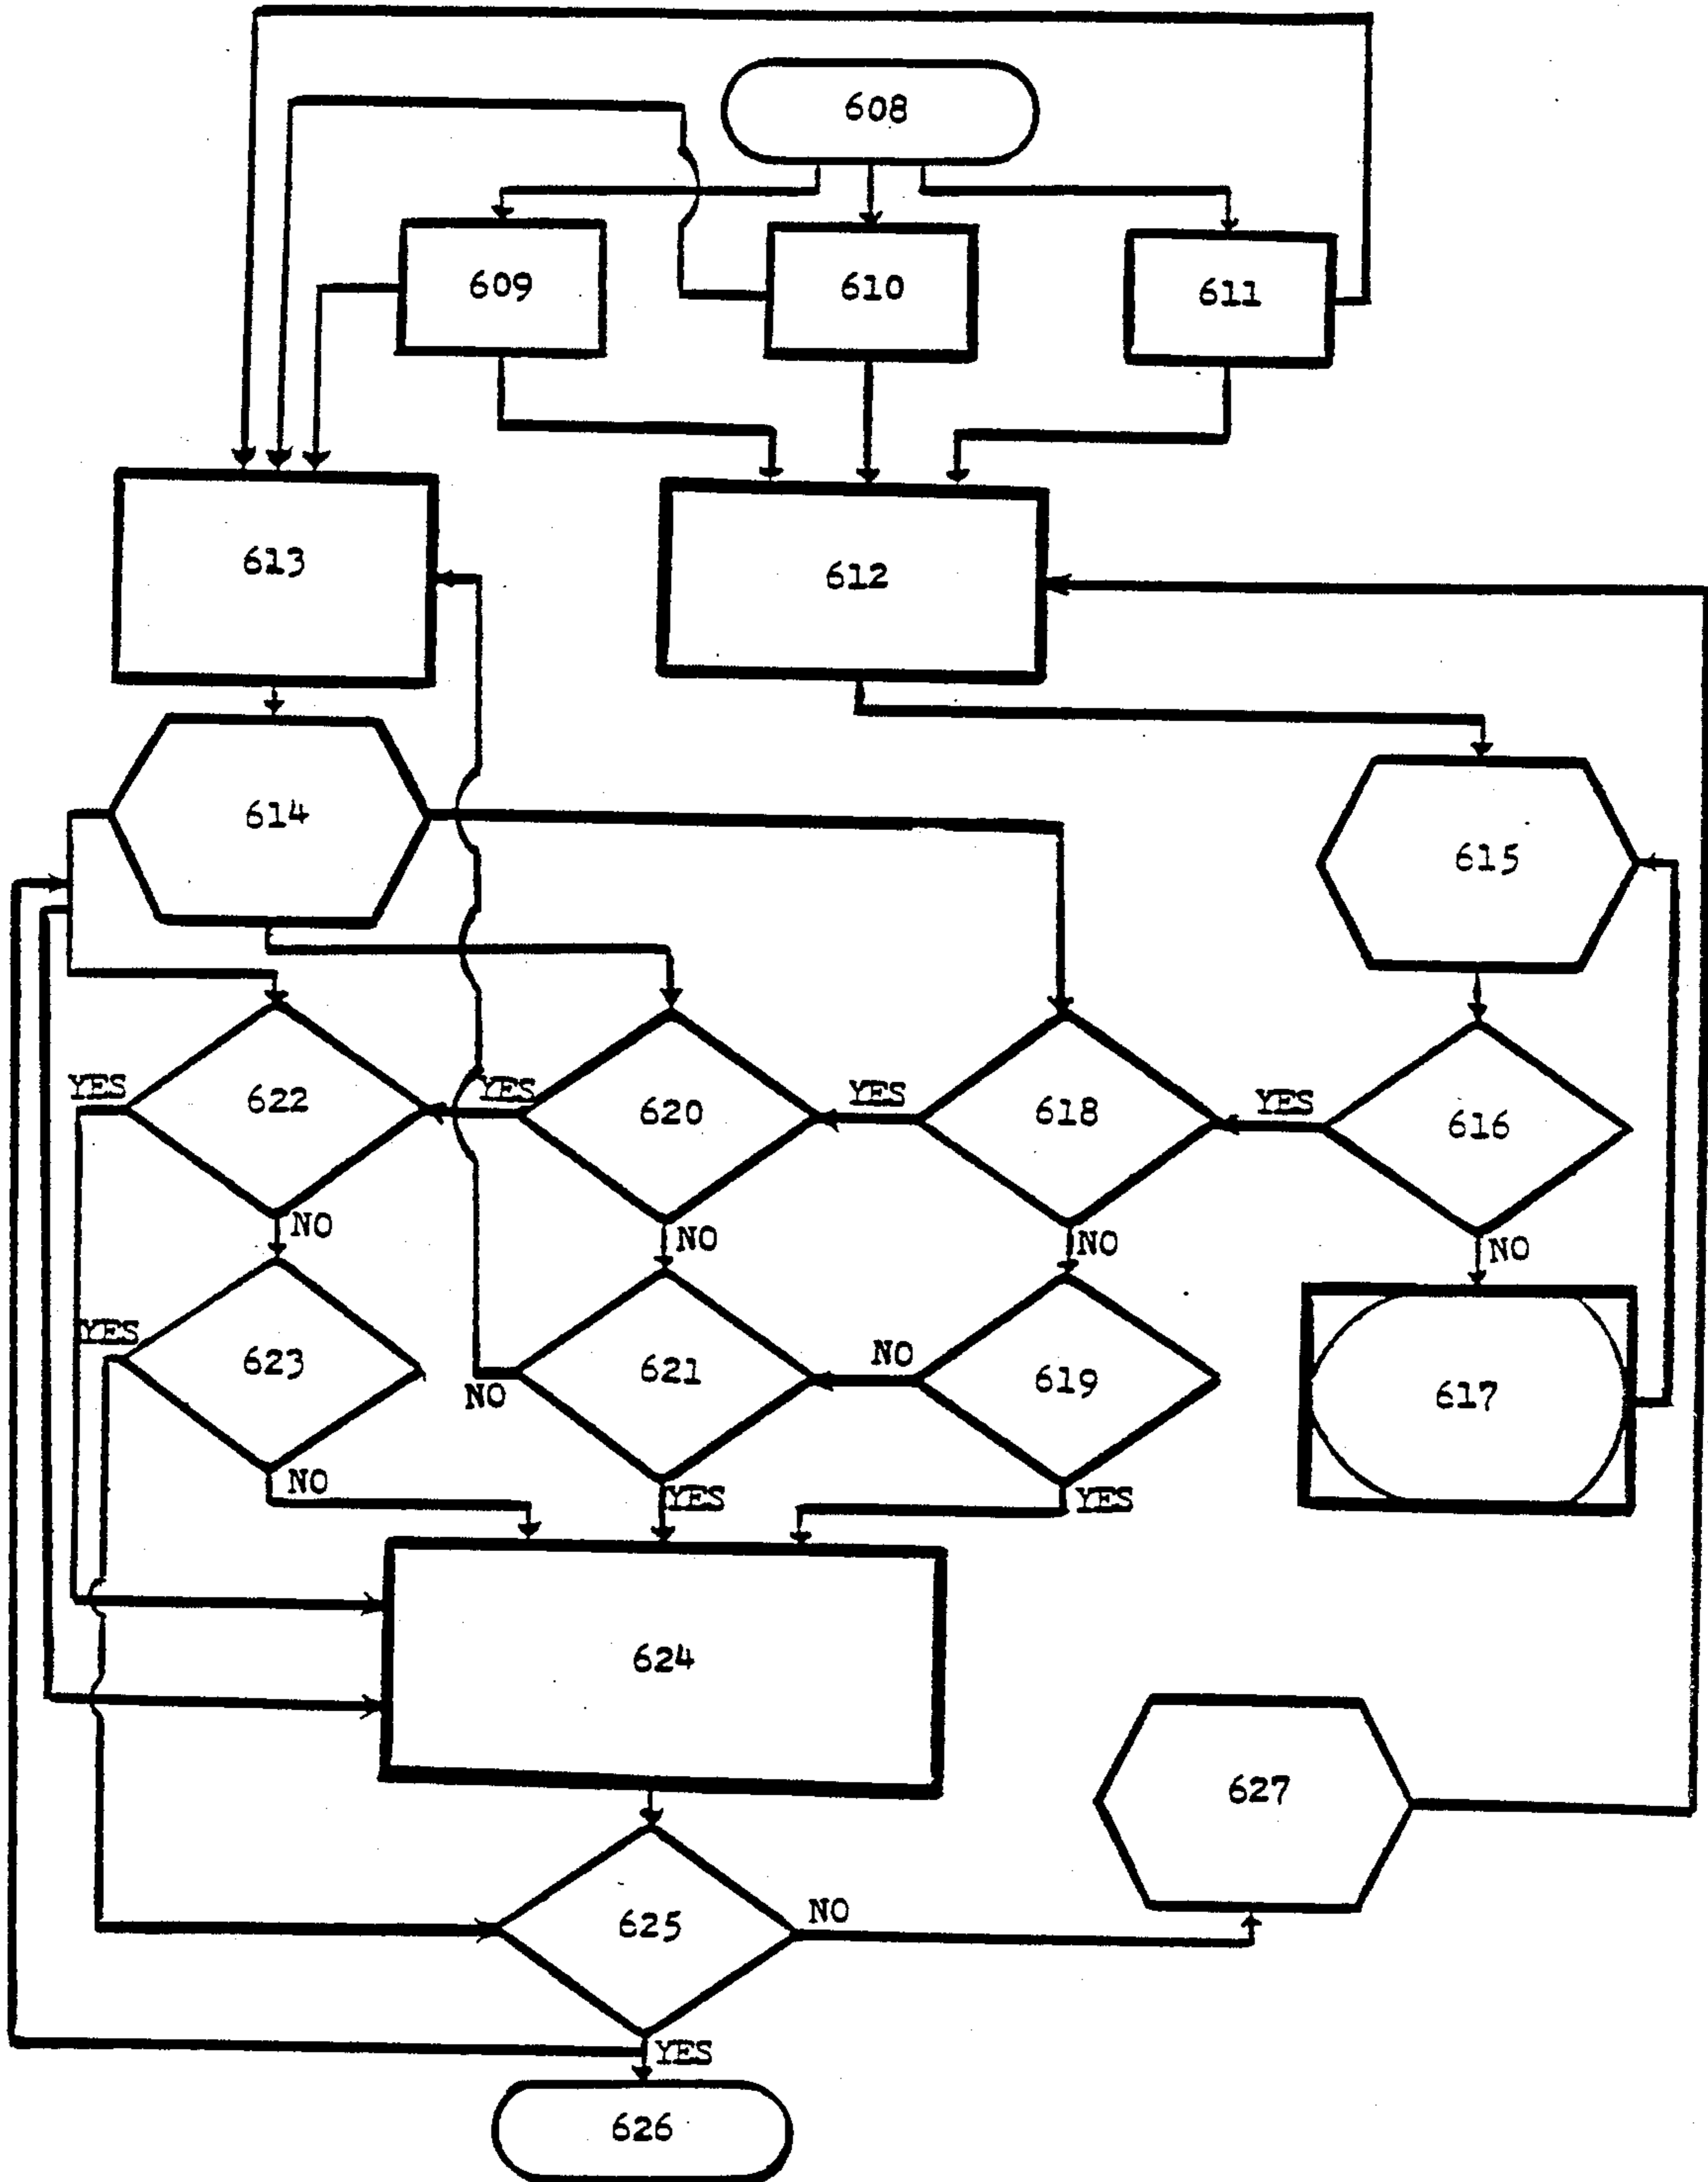 608
609
610
611
613
612
614
615
YES
622
YES
620
YES
618
YES
616
NO
NO
NO
NO
YES
623
NO
621
NO
619
617
NO
YES
YES
624
627
625
NO
YES
626